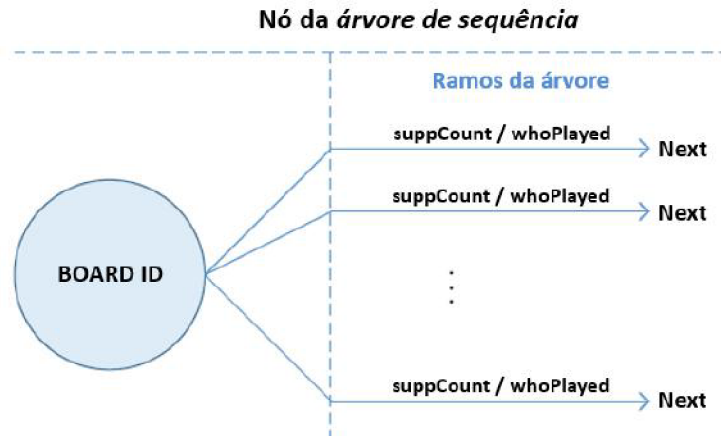 Nó da árvore de sequência
Ramos da árvore
suppCount / whoPlayed
Next
suppCount / whoPlayed
Next
BOARD ID
suppCount / whoPlayed
Next